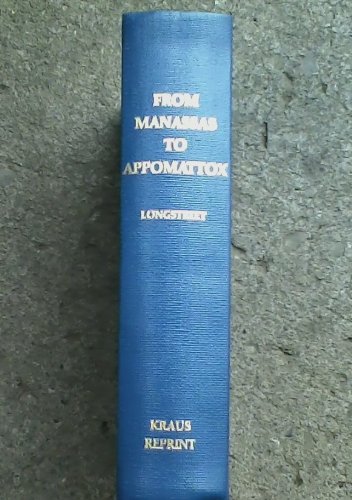 FROM
MANASSAS
TO
APPOMATTOX
LONGSTREET
KRAUS
REPRINT